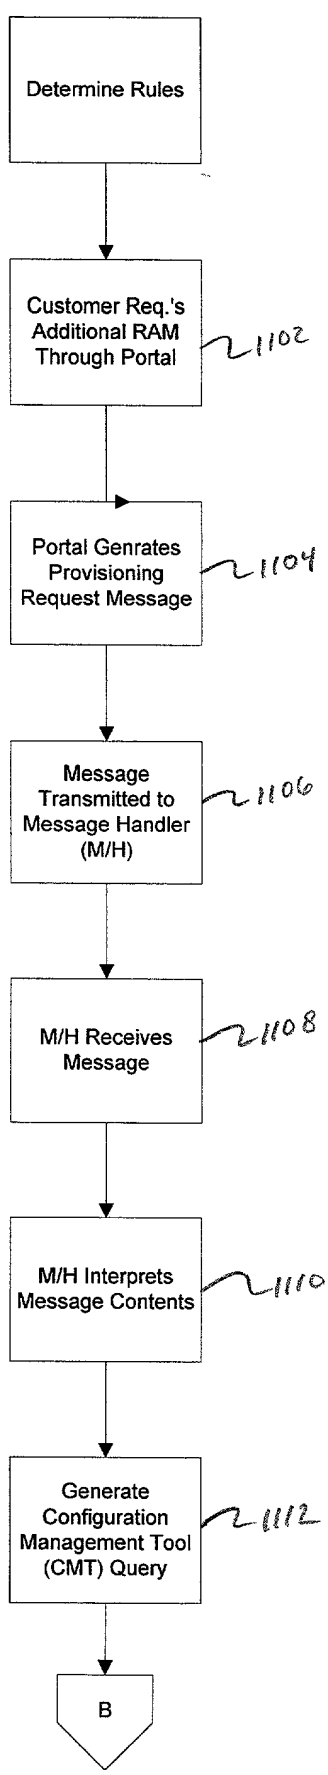 Determine Rules
Customer Req.'s
Additional RAM
Through Portal
1102
Portal Genrates
Provisioning
Request Message
1104
Message
Transmitted to
Message Handler
(M/H)
1106
M/H Receives
Message
1108
M/H Interprets
Message Contents
1110
Generate
Configuration
Management Tool
(CMT) Query
1112
B